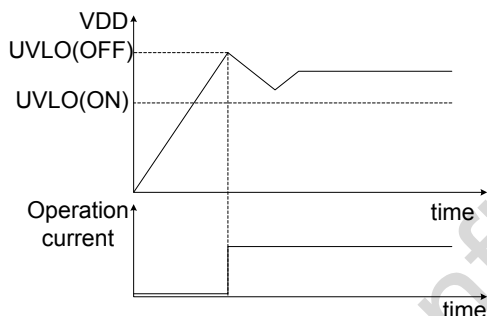 VDD
UVLO(OFF)
UVLO(ON)
Operation
current
time
time